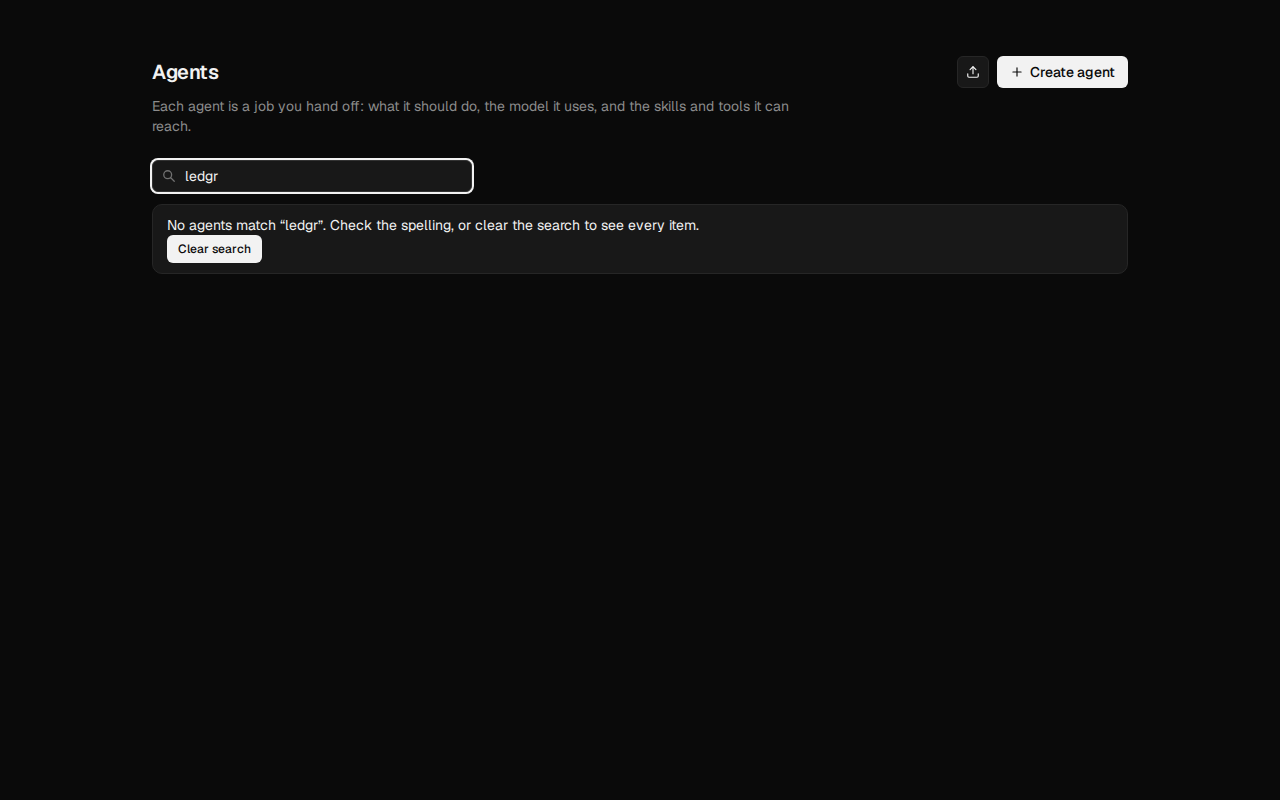 Agents
Create agent
Each agent is a job you hand off: what it should do, the model it uses, and the skills and tools it can
reach.
ledgr
No agents match “ledgr”. Check the spelling, or clear the search to see every item.
Clear search